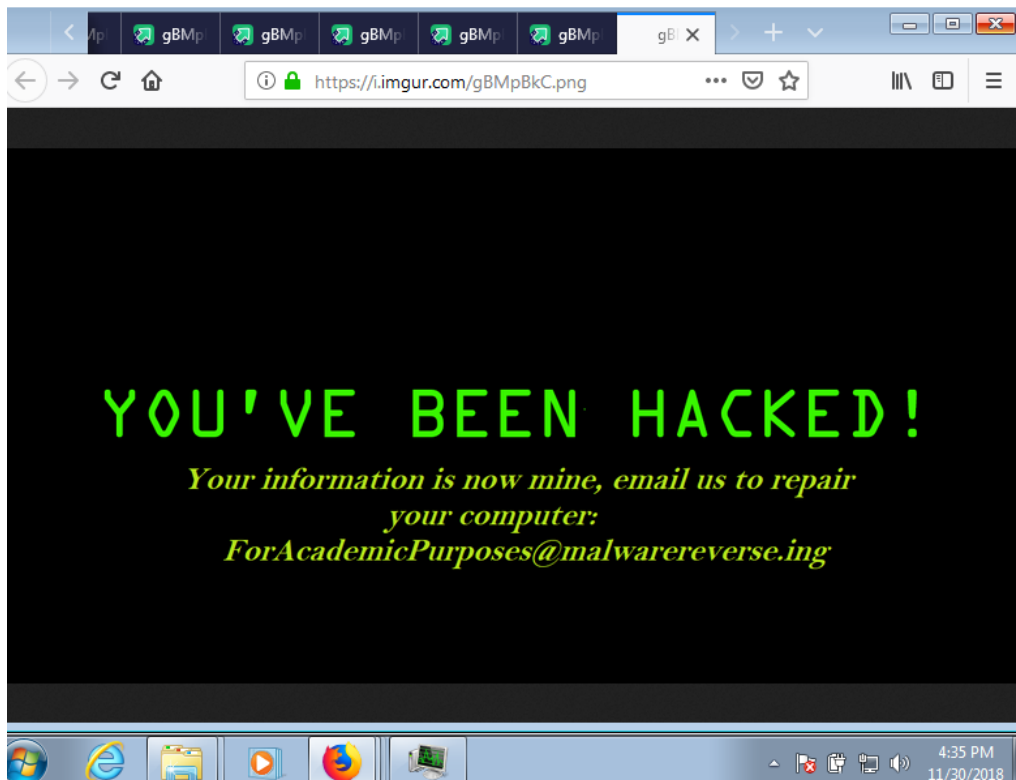 gBMp gBMp gBMp gBMp gBMp gB
https://i.imgur.com/gBMpBkC.png
YOU'VE BEEN HACKED!
Your information is now mine, email us to repair
your computer:
ForAcademicPurposes@malwarereverse.ing
4:35 PM
11/30/2018